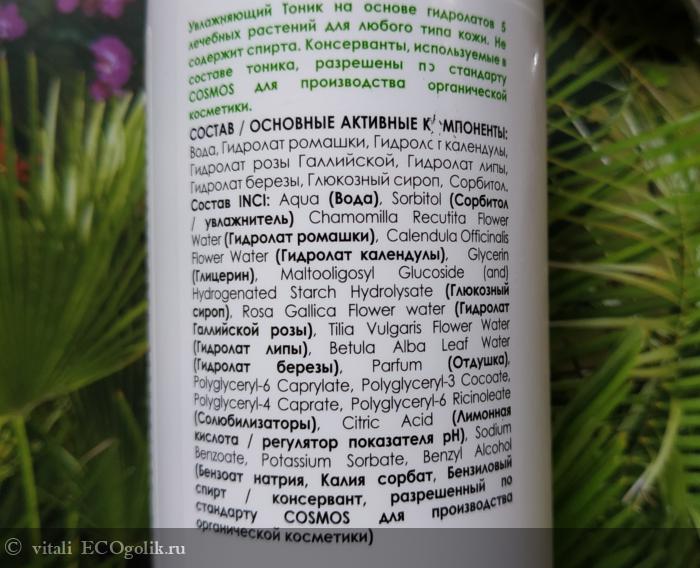 Увлажняющий Тоник на основе гидролатов 5
лечебных растений для любого типа кожи. Не
содержит спирта. Консерванты, используемые в
составе тоника, разрешены по стандарту
COSMOS для производства органической
косметики.
СОСТАВ / ОСНОВНЫЕ АКТИВНЫЕ КОМПОНЕНТЫ:
Вода, Гидролат ромашки, Гидролат календулы,
Гидролат розы Галлийской, Гидролат липы,
Гидролат березы, Глюкозный сироп, Сорбитол.
Состав INCI: Aqua (Вода), Sorbitol (Сорбитол
/ увлажнитель) Chamomilla Recutita Flower
Water (Гидролат ромашки), Calendula Officinalis
Flower Water (Гидролат календулы), Glycerin
(Глицерин), Maltooligosyl Glucoside (and)
Hydrogenated Starch Hydrolysate (Глюкозный
сироп), Rosa Gallica Flower water (Гидролат
Галлийской розы), Tilia Vulgaris Flower Water
(Гидролат липы), Betula Alba Leaf Water
(Гидролат березы), Parfum (Отдушка),
Polyglyceryl-6 Caprylate, Polyglyceryl-3 Cocoate,
Polyglyceryl-4 Caprate, Polyglyceryl-6 Ricinoleate
(Солюбилизаторы), Citric Acid (Лимонная
кислота / регулятор показателя pH), Sodium
Benzoate, Potassium Sorbate, Benzyl Alcohol
(Бензоат натрия, Калия сорбат, Бензиловый
спирт / консервант, разрешенный по
стандарту COSMOS для производства
органической косметики)
© vitali ECOgolik.ru